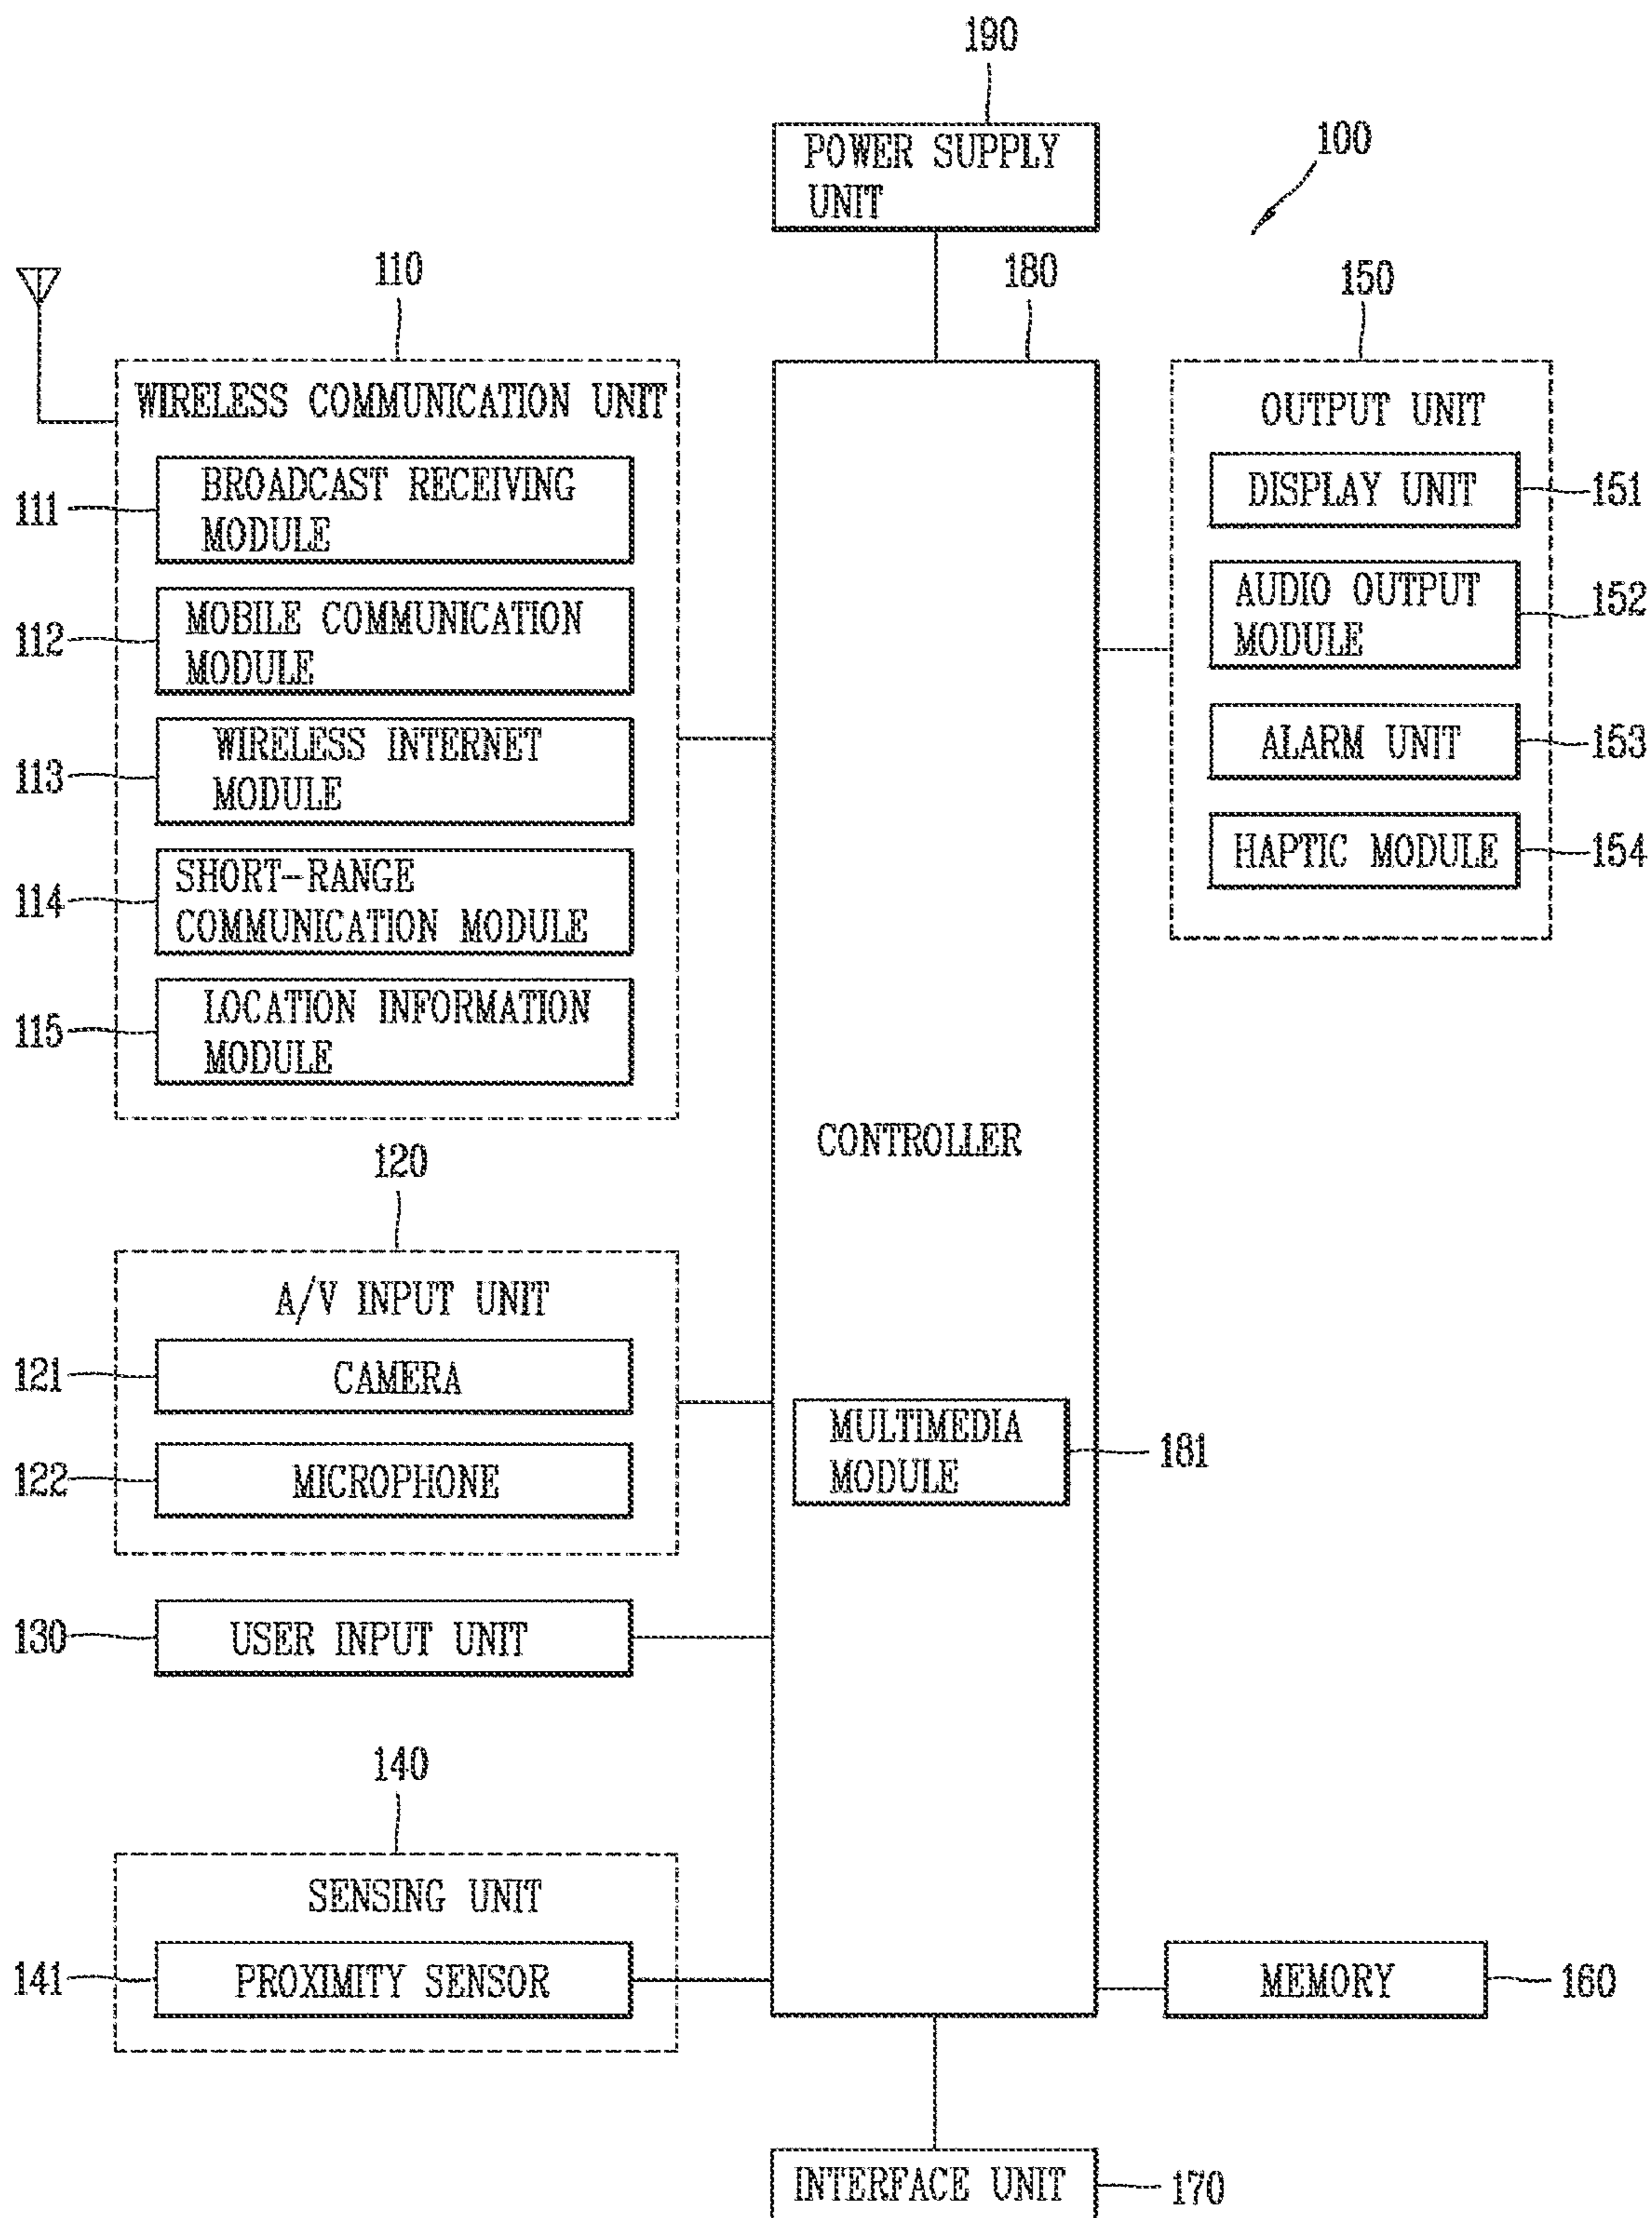 190
POWER SUPPLY
UNIT
100
110
180
150
WIRELESS COMMUNICATION UNIT
111
BROADCAST RECEIVING
MODULE
112
MOBILE COMMUNICATION
MODULE
113
WIRELESS INTERNET
MODULE
114
SHORT-RANGE
COMMUNICATION MODULE
115
LOCATION INFORMATION
MODULE
OUTPUT UNIT
DISPLAY UNIT
151
AUDIO OUTPUT
MODULE
152
ALARM UNIT
153
HAPTIC MODULE
154
CONTROLLER
120
A/V INPUT UNIT
121
CAMERA
122
MICROPHONE
MULTIMEDIA
MODULE
181
130
USER INPUT UNIT
140
SENSING UNIT
141
PROXIMITY SENSOR
MEMORY
160
INTERFACE UNIT
170